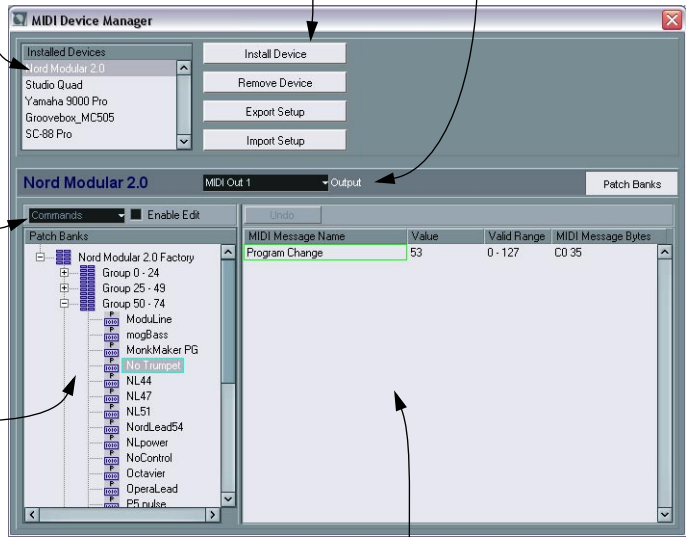 MIDI Device Manager
Installed Devices
Nord Modular 2.0
Studio Quad
Yamaha 9000 Pro
Groovebox_MC505
SC-88 Pro
Install Device
Remove Device
Export Setup
Import Setup
Nord Modular 2.0
MIDI Out 1
Output
Patch Banks
Commands
Enable Edit
Undo
Patch Banks
Nord Modular 2.0 Factory
Group 0 - 24
Group 25 - 49
Group 50 - 74
ModuLine
mogBass
MonkMaker PG
No Trumpet
NL44
NL47
NL51
NordLead54
NLpower
NoControl
Octavier
OperaLead
P5 pulse
MIDI Message Name Value Valid Range MIDI Message Bytes
Program Change 53 0 - 127 C0 35